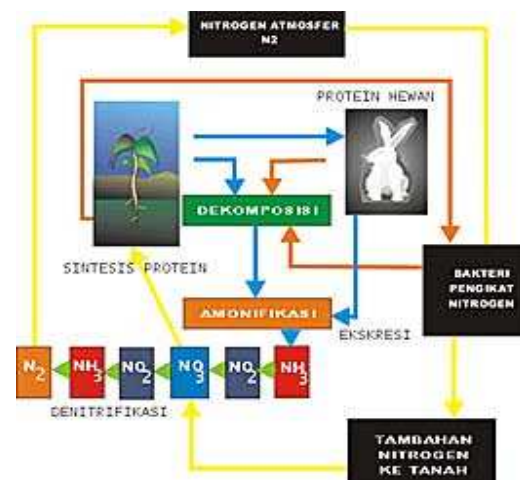 NITROGEN ATMOSFER
N2
PROTEIN HEWAN
DEKOMPOSISI
SINTESIS PROTEIN
BAKTERI
PENGIKAT
NITROGEN
AMONIFIKASI
EKSKRESI
N2 NH3 NO2 NO3 NO2 NH3
DENITRIFIKASI
TAMBAHAN
NITROGEN
KE TANAH